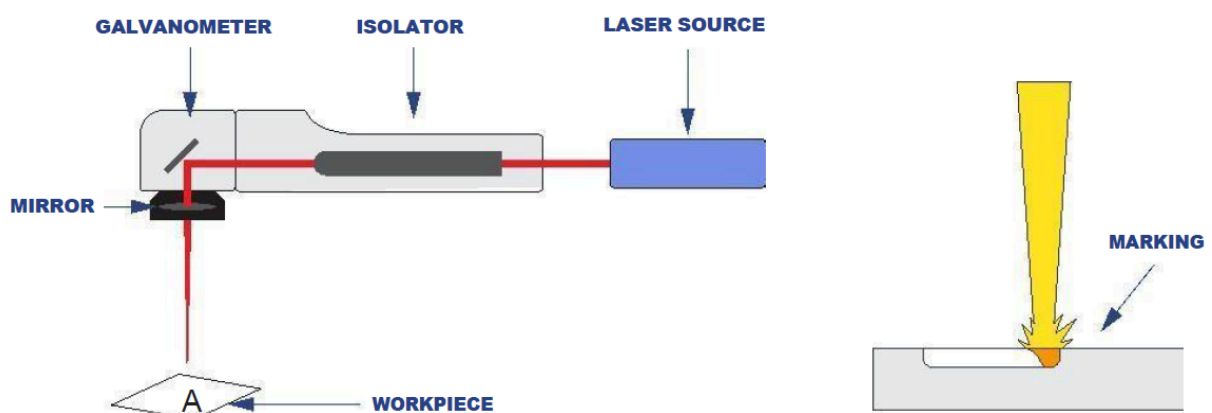 GALVANOMETER
ISOLATOR
LASER SOURCE
MIRROR
MARKING
A
WORKPIECE